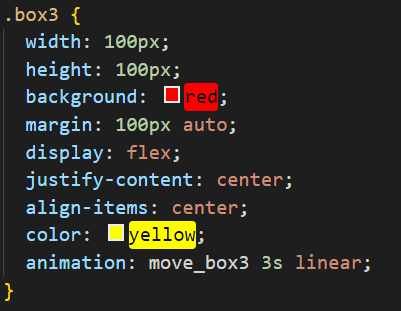 .box3 {
width: 100px;
height: 100px;
background: red;
margin: 100px auto;
display: flex;
justify-content: center;
align-items: center;
color: yellow;
animation: move_box3 3s linear;
}